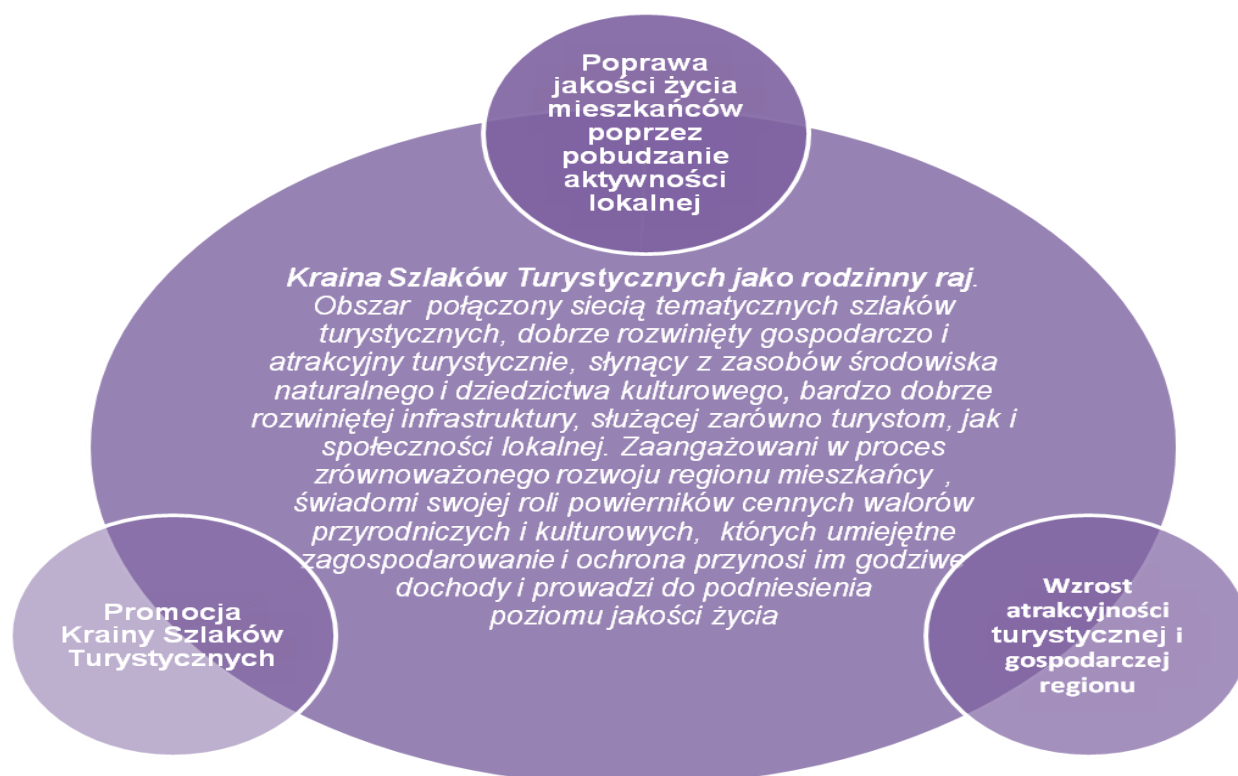 Poprawa
jakości życia
mieszkańców
poprzez
pobudzanie
aktywności
lokalnej
Kraina Szlaków Turystycznych jako rodzinny raj.
Obszar połączony siecią tematycznych szlaków
turystycznych, dobrze rozwinięty gospodarczo i
atrakcyjny turystycznie, słynący z zasobów środowiska
naturalnego i dziedzictwa kulturowego, bardzo dobrze
rozwiniętej infrastruktury, służącej zarówno turystom, jak i
społeczności lokalnej. Zaangażowani w proces
zrównoważonego rozwoju regionu mieszkańcy ,
świadomi swojej roli powierników cennych walorów
przyrodniczych i kulturowych, których umiejętne
zagospodarowanie i ochrona przynosi im godziwe
dochody i prowadzi do podniesienia
poziomu jakości życia
Promocja
Krainy Szlaków
Turystycznych
Wzrost
atrakcyjności
turystycznej i
gospodarczej
regionu